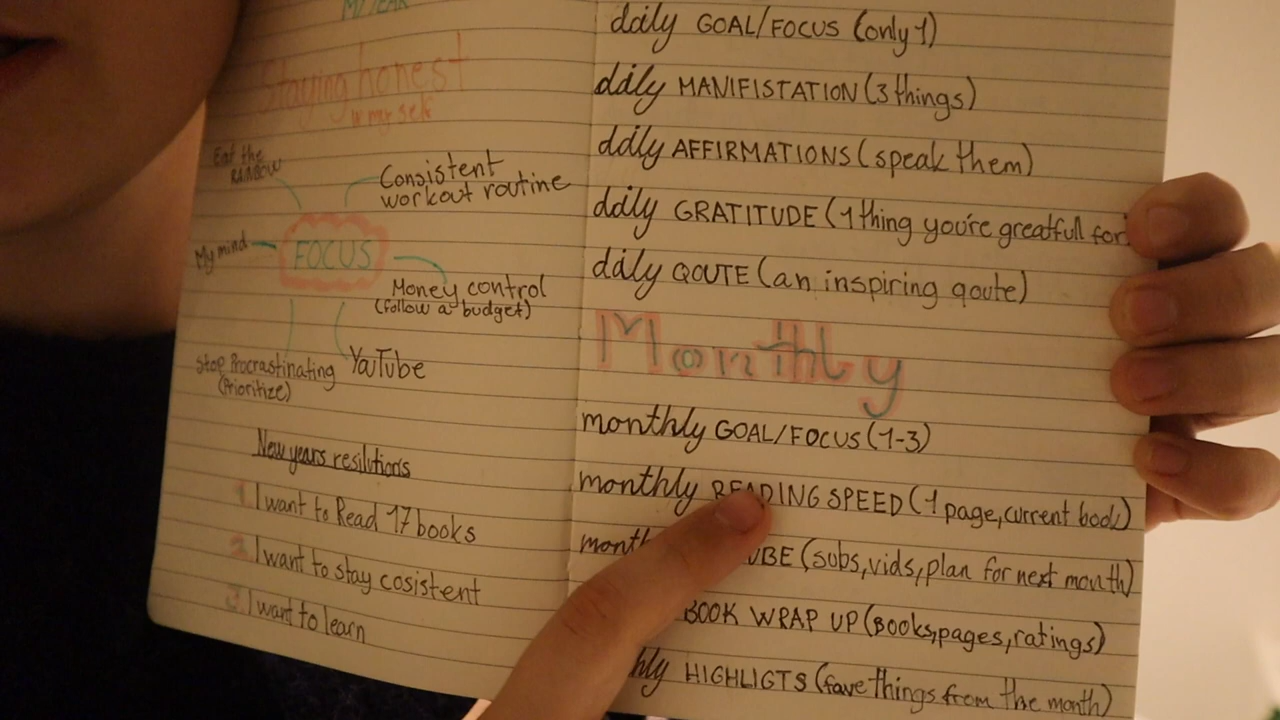 MY YEAR
Staying honest
w my self
Eat the
RAINBOW
Consistent
workout routine
My mind
FOCUS
Money control
(follow a budget)
Stop Procrastinating
(Prioritize)
YouTube
New years resilutions
1 I want to Read 17 books
2 I want to stay cosistent
3 I want to learn
daily GOAL/FOCUS (only 1)
daily MANIFISTATION (3 things)
daily AFFIRMATIONS (speak them)
daily GRATITUDE (1 thing you're greatfull for)
daily QOUTE (an inspiring qoute)
Monthly
monthly GOAL/FOCUS (1-3)
monthly READING SPEED (1 page, current book)
month UBE (subs, vids, plan for next month)
BOOK WRAP UP (Books, pages, ratings)
hly HIGHLIGTS (fave things from the month)